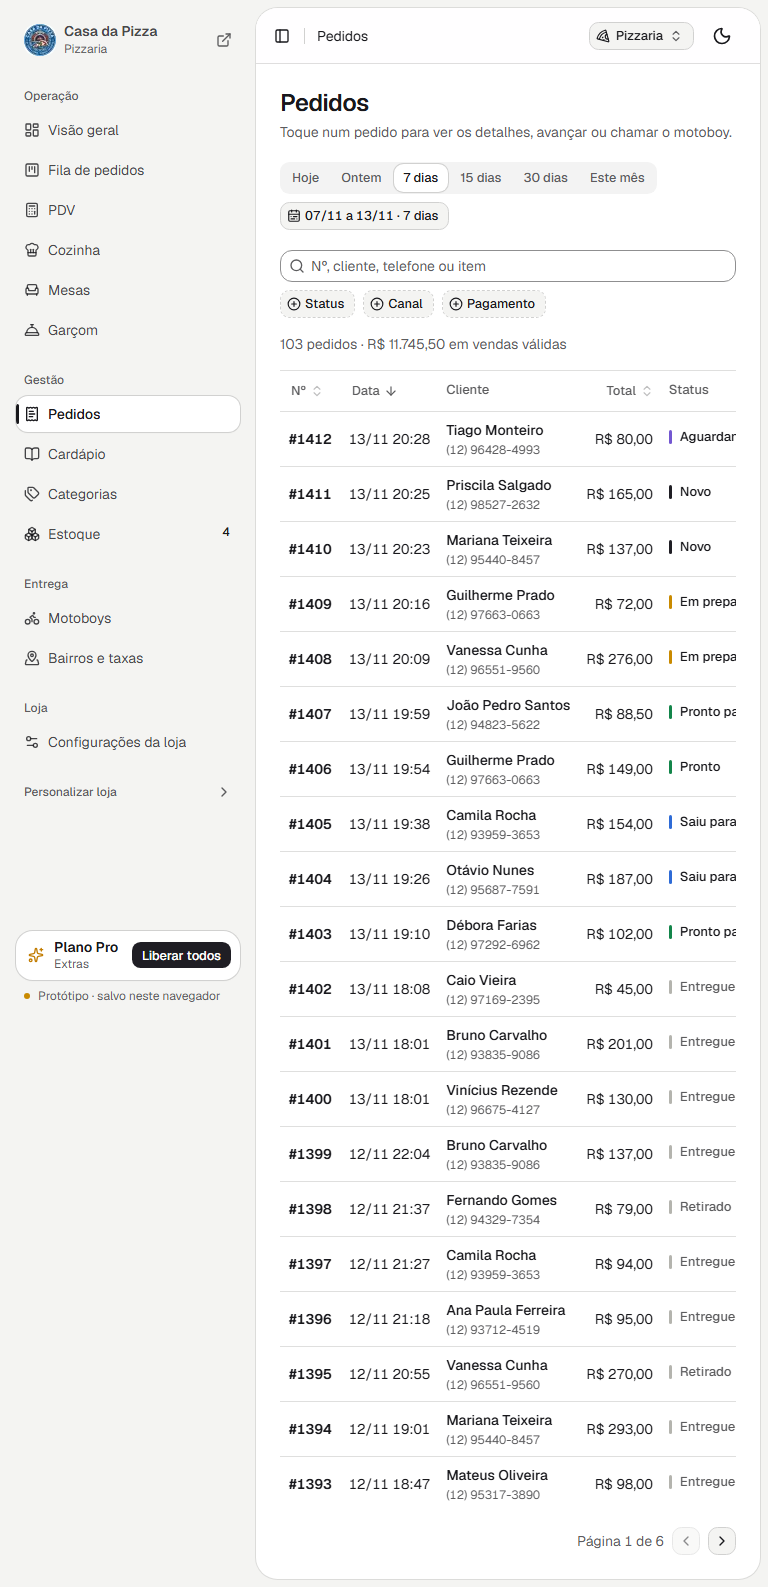 Casa da Pizza
Pizzaria
Operação
Visão geral
Fila de pedidos
PDV
Cozinha
Mesas
Garçom
Gestão
Pedidos
Cardápio
Categorias
Estoque 4
Entrega
Motoboys
Bairros e taxas
Loja
Configurações da loja
Personalizar loja
Plano Pro
Extras
Liberar todos
Protótipo · salvo neste navegador
Pedidos
Pizzaria
Pedidos
Toque num pedido para ver os detalhes, avançar ou chamar o motoboy.
Hoje Ontem 7 dias 15 dias 30 dias Este mês
07/11 a 13/11 · 7 dias
Nº, cliente, telefone ou item
Status Canal Pagamento
103 pedidos · R$ 11.745,50 em vendas válidas
Nº Data Cliente Total Status
#1412 13/11 20:28 Tiago Monteiro R$ 80,00 Aguardar
(12) 96428-4993
#1411 13/11 20:25 Priscila Salgado R$ 165,00 Novo
(12) 98527-2632
#1410 13/11 20:23 Mariana Teixeira R$ 137,00 Novo
(12) 95440-8457
#1409 13/11 20:16 Guilherme Prado R$ 72,00 Em prepa
(12) 97663-0663
#1408 13/11 20:09 Vanessa Cunha R$ 276,00 Em prepa
(12) 96551-9560
#1407 13/11 19:59 João Pedro Santos R$ 88,50 Pronto pa
(12) 94823-5622
#1406 13/11 19:54 Guilherme Prado R$ 149,00 Pronto
(12) 97663-0663
#1405 13/11 19:38 Camila Rocha R$ 154,00 Saiu para
(12) 93959-3653
#1404 13/11 19:26 Otávio Nunes R$ 187,00 Saiu para
(12) 95687-7591
#1403 13/11 19:10 Débora Farias R$ 102,00 Pronto pa
(12) 97292-6962
#1402 13/11 18:08 Caio Vieira R$ 45,00 Entregue
(12) 97169-2395
#1401 13/11 18:01 Bruno Carvalho R$ 201,00 Entregue
(12) 93835-9086
#1400 13/11 18:01 Vinícius Rezende R$ 130,00 Entregue
(12) 96675-4127
#1399 12/11 22:04 Bruno Carvalho R$ 137,00 Entregue
(12) 93835-9086
#1398 12/11 21:37 Fernando Gomes R$ 79,00 Retirado
(12) 94329-7354
#1397 12/11 21:27 Camila Rocha R$ 94,00 Entregue
(12) 93959-3653
#1396 12/11 21:18 Ana Paula Ferreira R$ 95,00 Entregue
(12) 93712-4519
#1395 12/11 20:55 Vanessa Cunha R$ 270,00 Retirado
(12) 96551-9560
#1394 12/11 19:01 Mariana Teixeira R$ 293,00 Entregue
(12) 95440-8457
#1393 12/11 18:47 Mateus Oliveira R$ 98,00 Entregue
(12) 95317-3890
Página 1 de 6